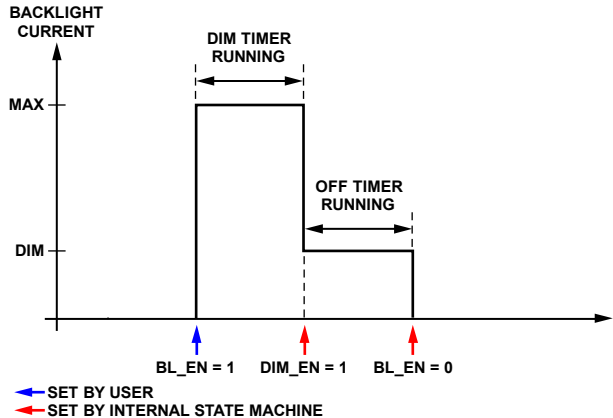 BACKLIGHT
CURRENT
DIM TIMER
RUNNING
MAX
OFF TIMER
RUNNING
DIM
BL_EN = 1 DIM_EN = 1 BL_EN = 0
SET BY USER
SET BY INTERNAL STATE MACHINE